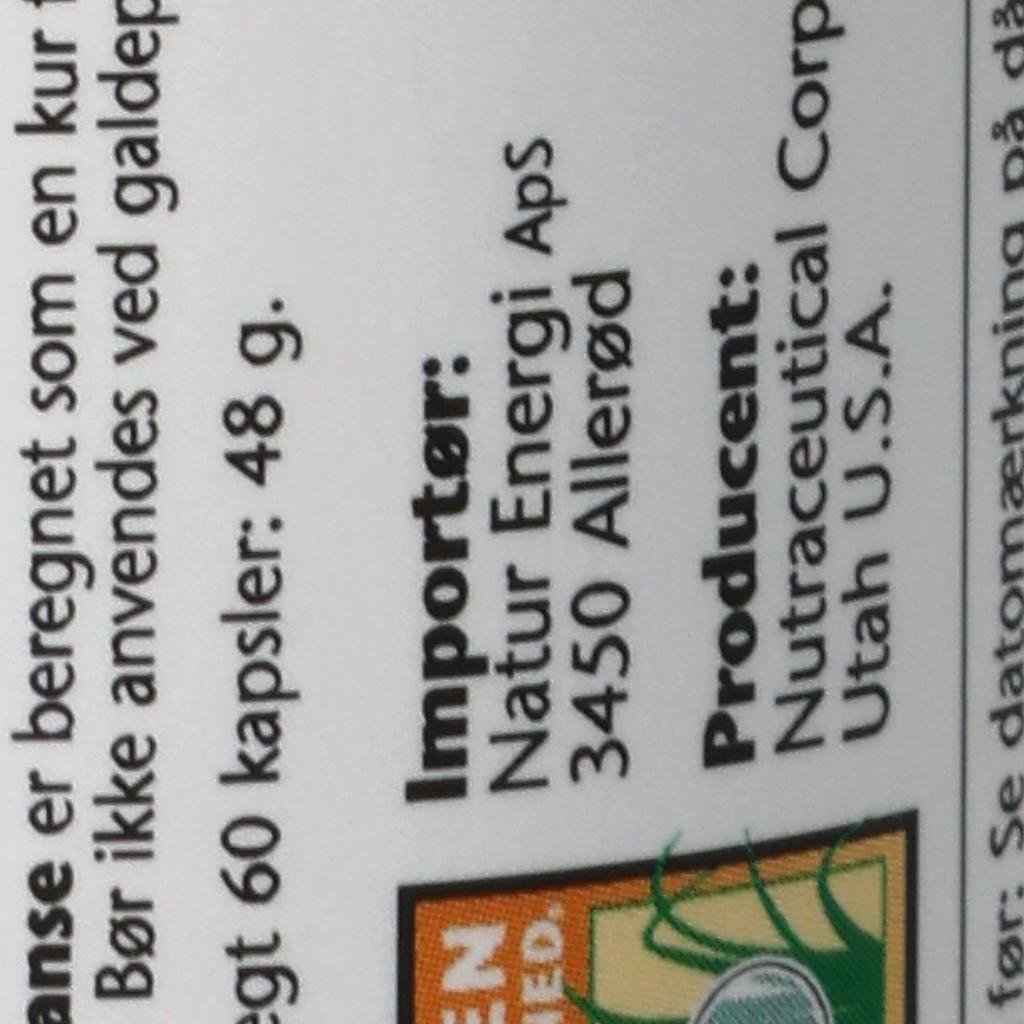 anse er beregnet som en kur
Bør ikke anvendes ved
egt 60 kapsler: 48 g.
Importør:
Natur Energi ApS
3450 Allerød
Producent:
Nutraceutical Corp
Utah U.S.A.
før: Se datomærkning på